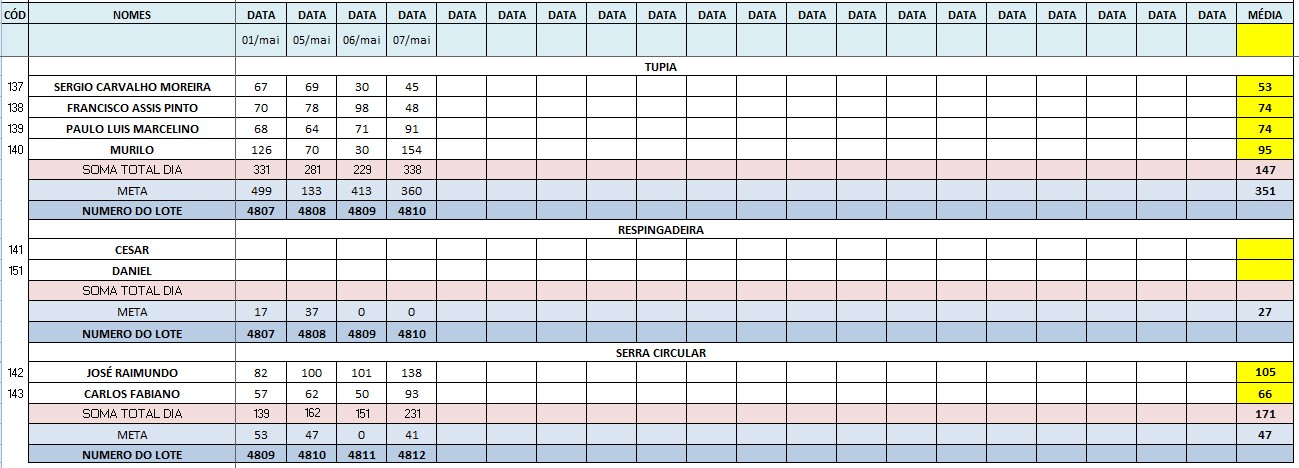 CÓD NOMES DATA DATA DATA DATA DATA DATA DATA DATA DATA DATA DATA DATA DATA DATA DATA DATA DATA DATA DATA DATA MÉDIA
01/mai 05/mai 06/mai 07/mai
TUPIA
137 SERGIO CARVALHO MOREIRA 67 69 30 45 53
138 FRANCISCO ASSIS PINTO 70 78 98 48 74
139 PAULO LUIS MARCELINO 68 64 71 91 74
140 MURILO 126 70 30 154 95
SOMA TOTAL DIA 331 281 229 338 147
META 499 133 413 360 351
NUMERO DO LOTE 4807 4808 4809 4810
RESPINGADEIRA
141 CESAR
151 DANIEL
SOMA TOTAL DIA
META 17 37 0 0 27
NUMERO DO LOTE 4807 4808 4809 4810
SERRA CIRCULAR
142 JOSÉ RAIMUNDO 82 100 101 138 105
143 CARLOS FABIANO 57 62 50 93 66
SOMA TOTAL DIA 139 162 151 231 171
META 53 47 0 41 47
NUMERO DO LOTE 4809 4810 4811 4812